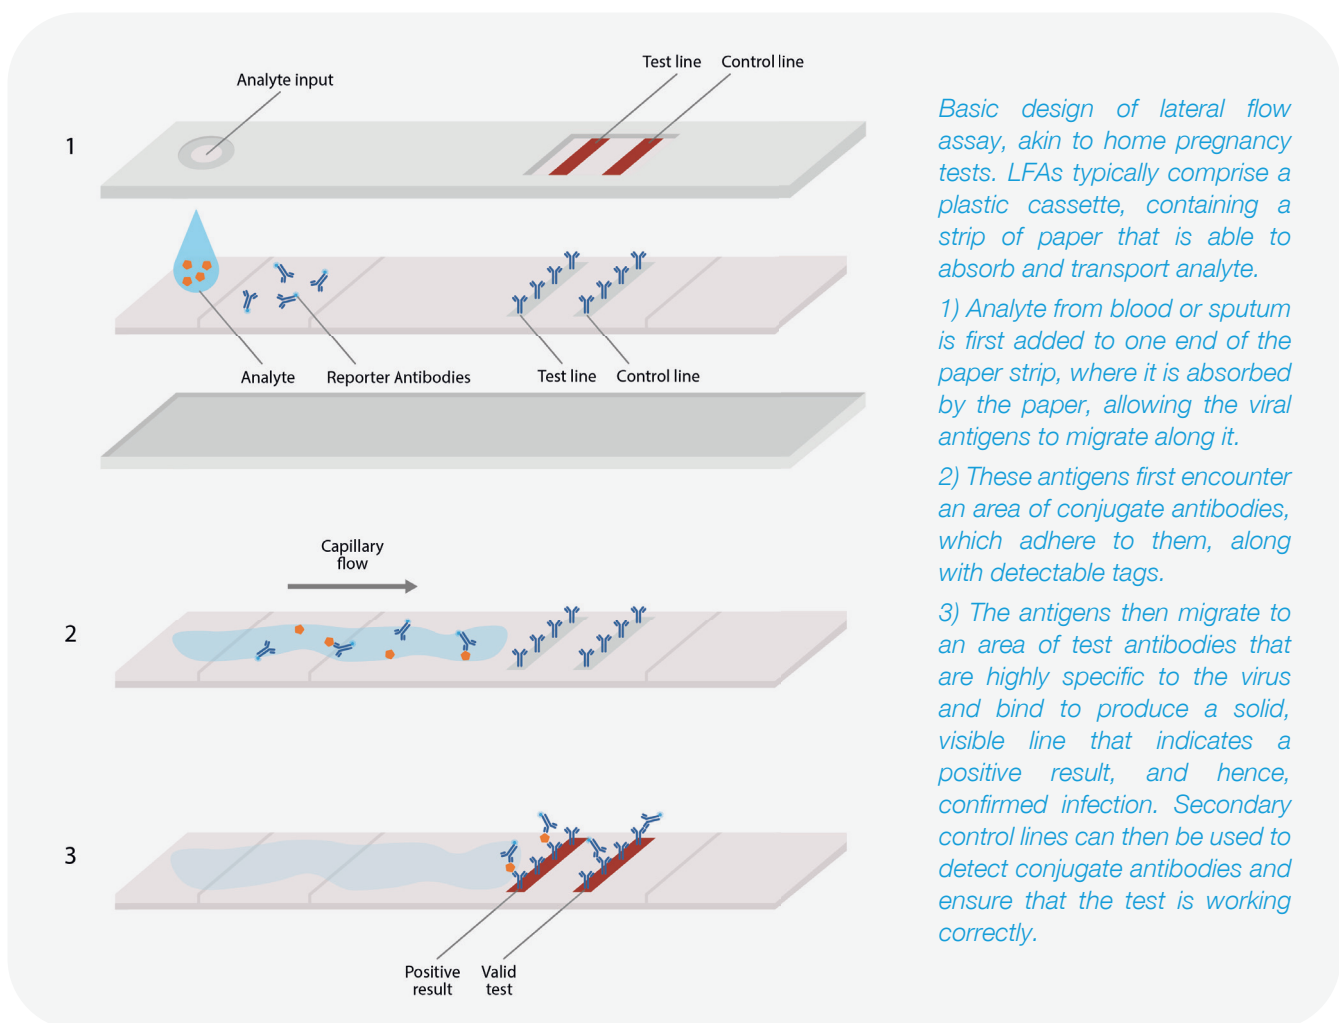 Test line
Control line
Analyte input
1
Analyte
Reporter Antibodies
Test line
Control line
Capillary
flow
2
3
Positive
result
Valid
test
Basic design of lateral flow
assay, akin to home pregnancy
tests. LFAs typically comprise a
plastic cassette, containing a
strip of paper that is able to
absorb and transport analyte.
1) Analyte from blood or sputum
is first added to one end of the
paper strip, where it is absorbed
by the paper, allowing the viral
antigens to migrate along it.
2) These antigens first encounter
an area of conjugate antibodies,
which adhere to them, along
with detectable tags.
3) The antigens then migrate to
an area of test antibodies that
are highly specific to the virus
and bind to produce a solid,
visible line that indicates a
positive result, and hence,
confirmed infection. Secondary
control lines can then be used to
detect conjugate antibodies and
ensure that the test is working
correctly.